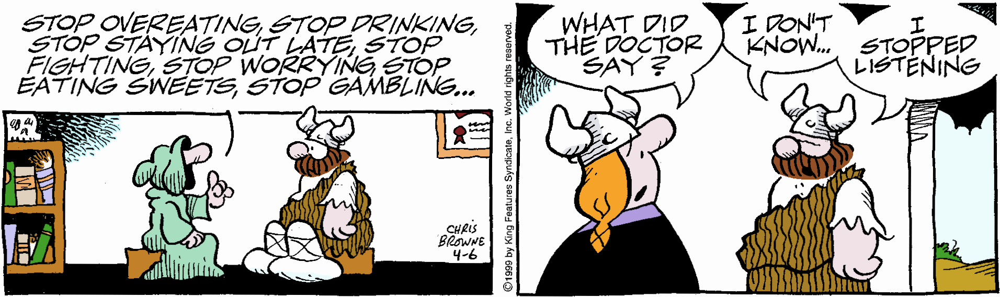 STOP OVEREATING, STOP DRINKING,
STOP STAYING OUT LATE, STOP
FIGHTING, STOP WORRYING, STOP
EATING SWEETS, STOP GAMBLING...
CHRIS
BROWNE
4-6
©1999 by King Features Syndicate, Inc. World rights reserved.
WHAT DID
THE DOCTOR
SAY?
I DON'T
KNOW...
I
STOPPED
LISTENING